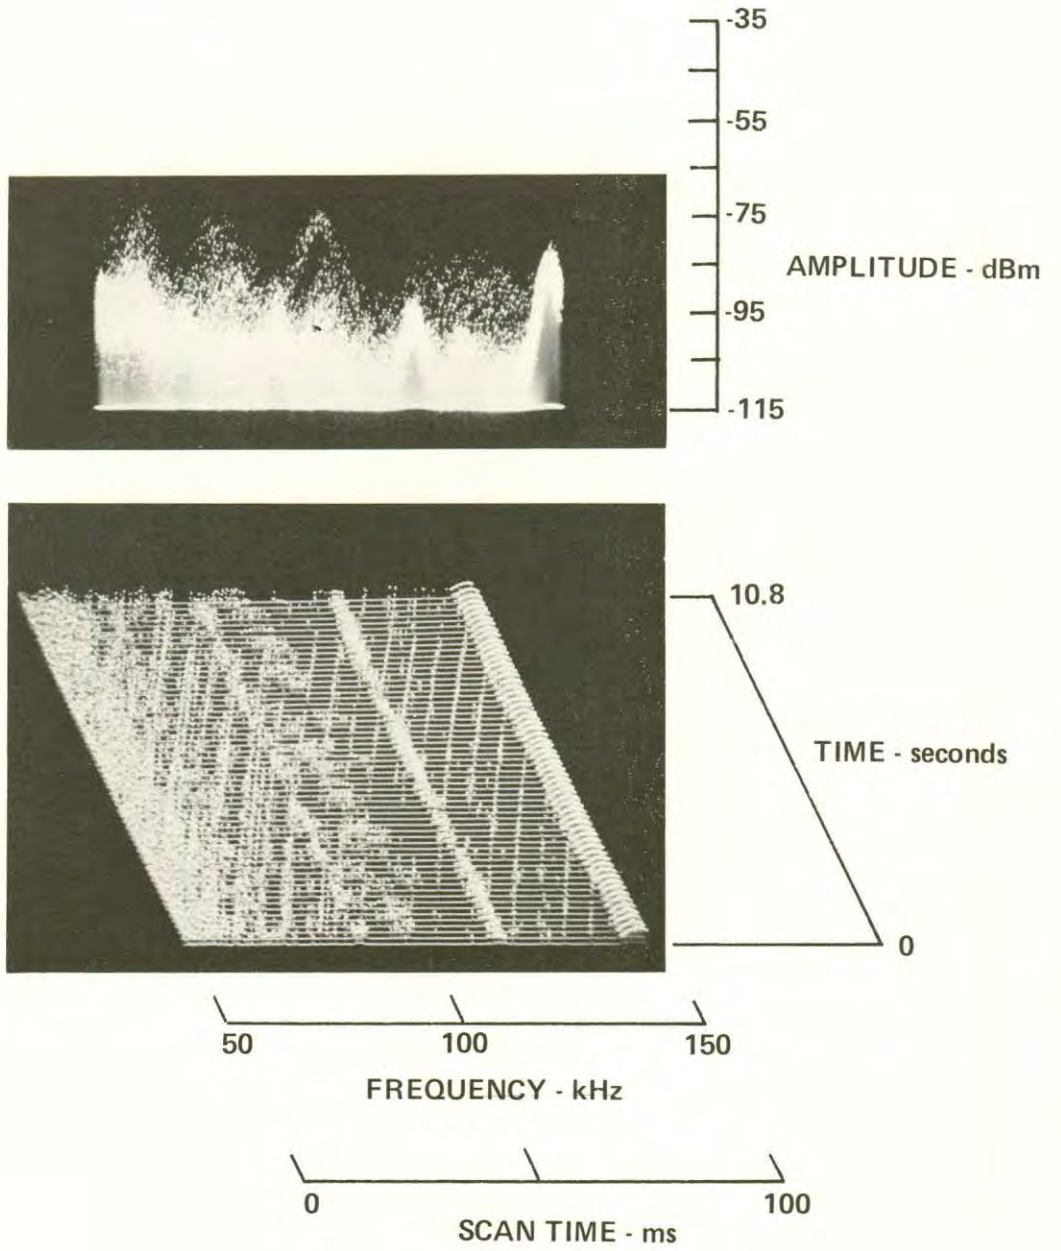 -35
-55
-75
AMPLITUDE - dBm
-95
-115
10.8
TIME - seconds
0
50 100 150
FREQUENCY - kHz
0 100
SCAN TIME - ms